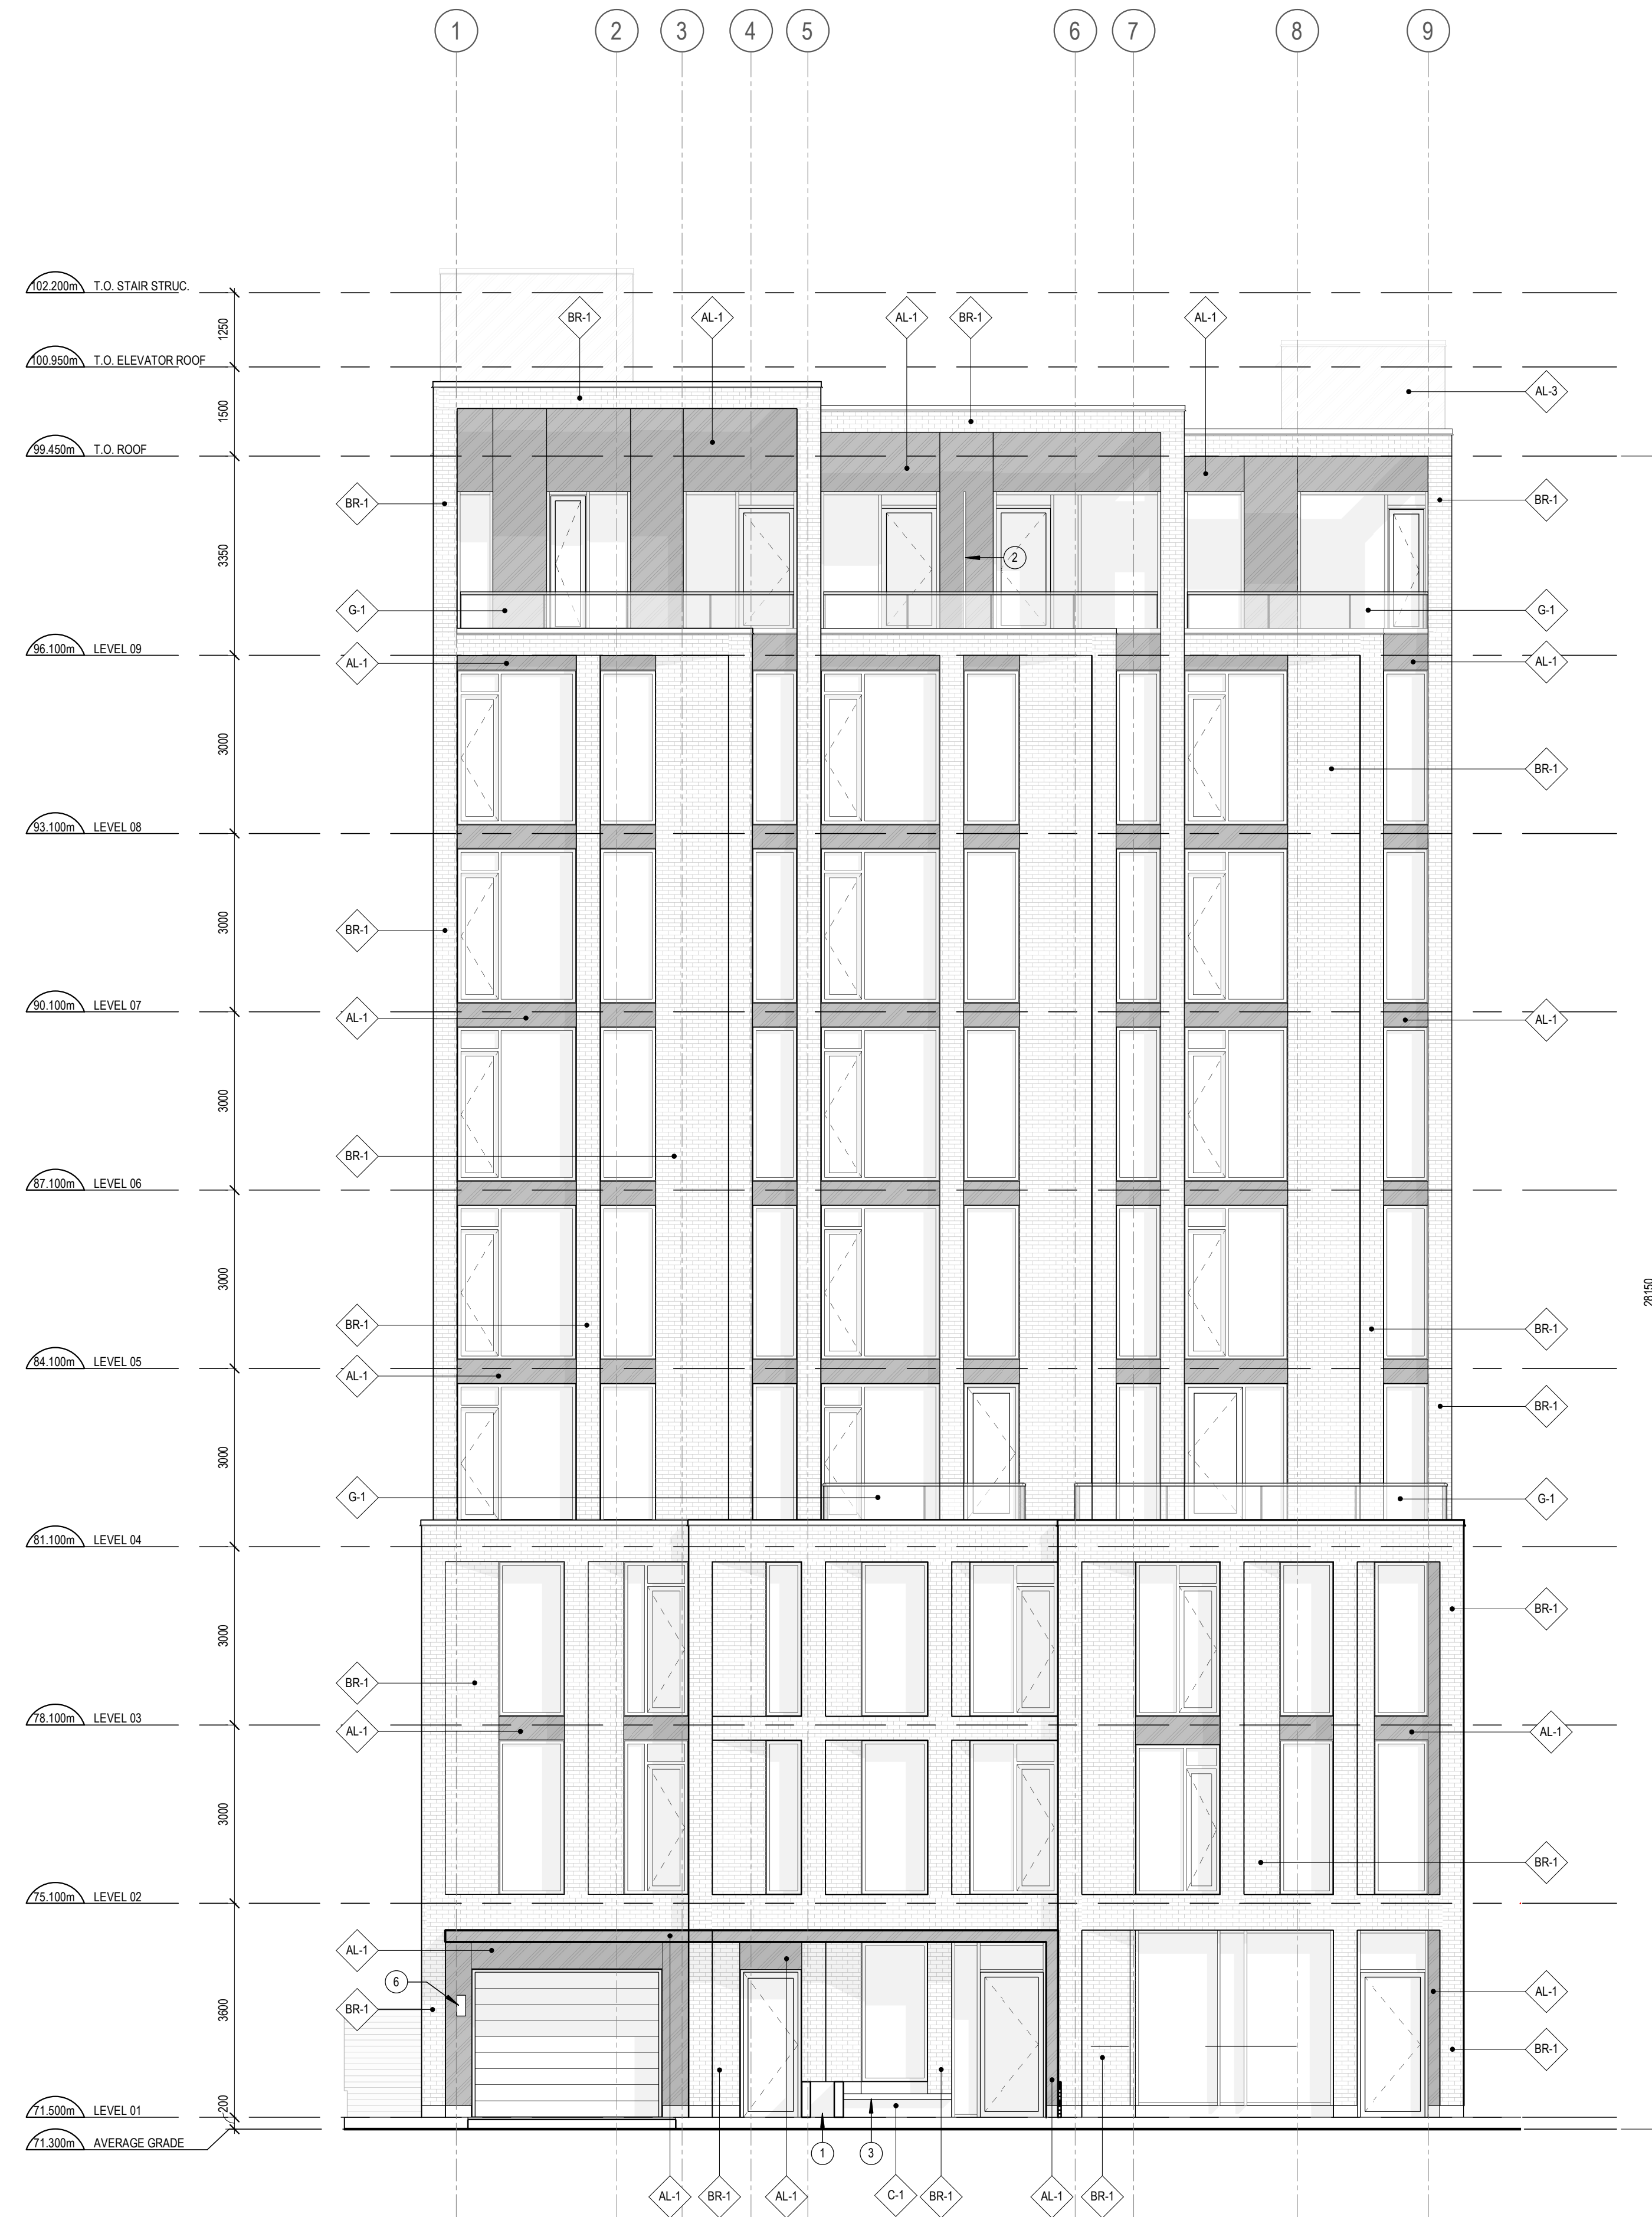 1 2 3 4 5 6 7 8 9
102.200m T.O. STAIR STRUC.
1250
BR-1 AL-1 AL-1 BR-1 AL-1
100.950m T.O. ELEVATOR ROOF
AL-3
1500
99.450m T.O. ROOF
BR-1 BR-1
3350
2
G-1 G-1
96.100m LEVEL 09
AL-1 AL-1
3000
BR-1
93.100m LEVEL 08
3000
BR-1
90.100m LEVEL 07
AL-1 AL-1
3000
BR-1
87.100m LEVEL 06
3000
28150
BR-1 BR-1
84.100m LEVEL 05
AL-1
BR-1
3000
G-1 G-1
81.100m LEVEL 04
BR-1
3000
BR-1
78.100m LEVEL 03
AL-1 AL-1
3000
BR-1
75.100m LEVEL 02
AL-1
6
AL-1
3600
BR-1
BR-1
200
71.500m LEVEL 01
71.300m AVERAGE GRADE
1 3
AL-1 BR-1 AL-1 C-1 BR-1 AL-1 BR-1